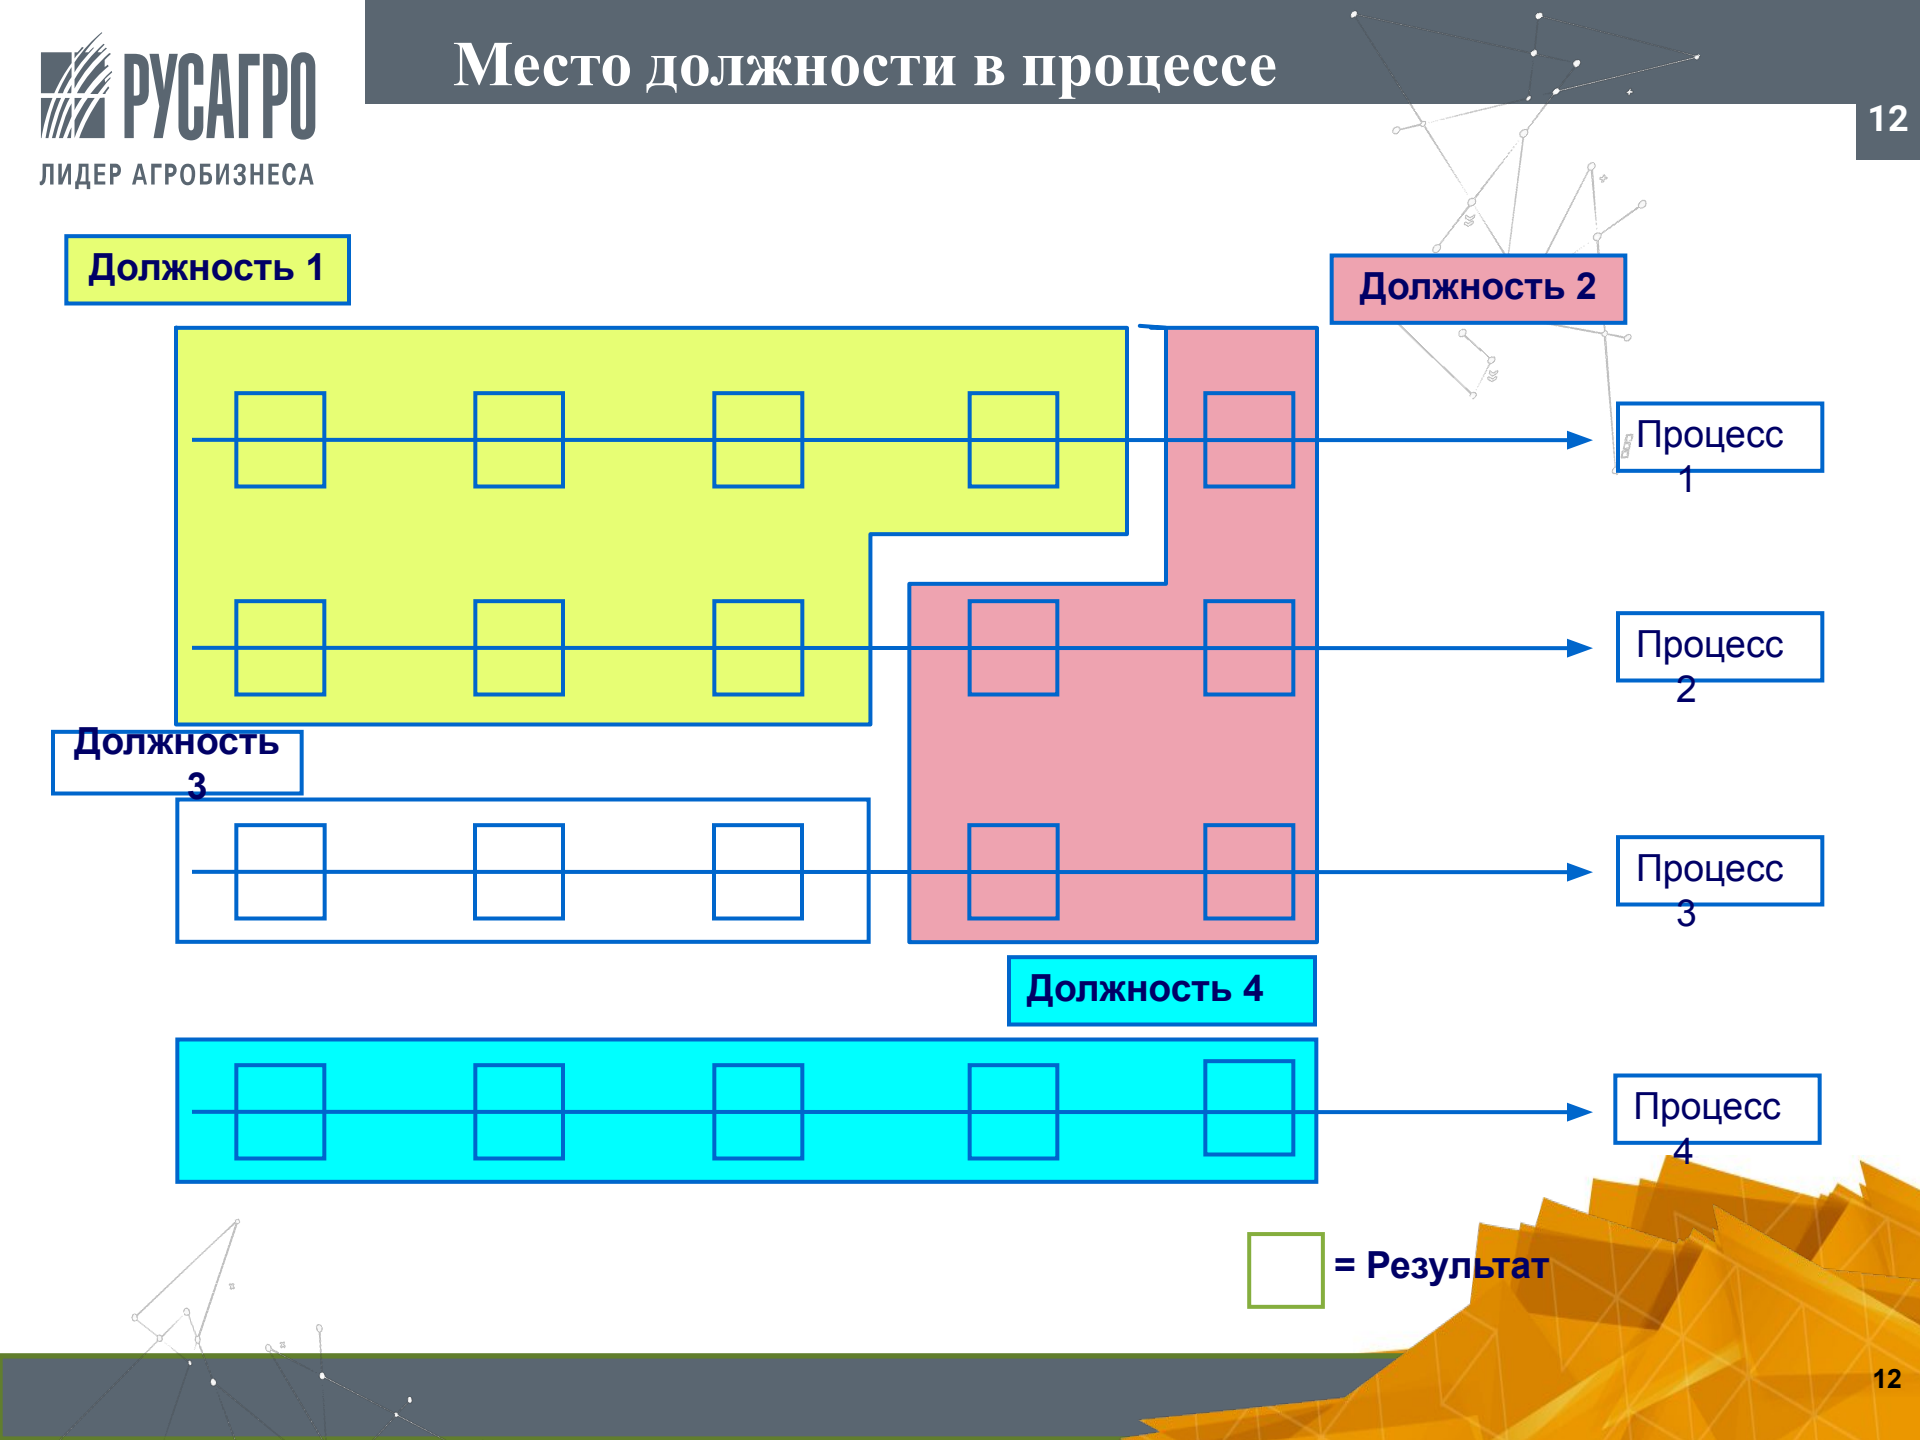 Место должности в процессе
РУСАГРО
ЛИДЕР АГРОБИЗНЕСА
12
Должность 1
Должность 2
Процесс
1
Процесс
2
Должность
3
Процесс
3
Должность 4
Процесс
4
= Результат
12